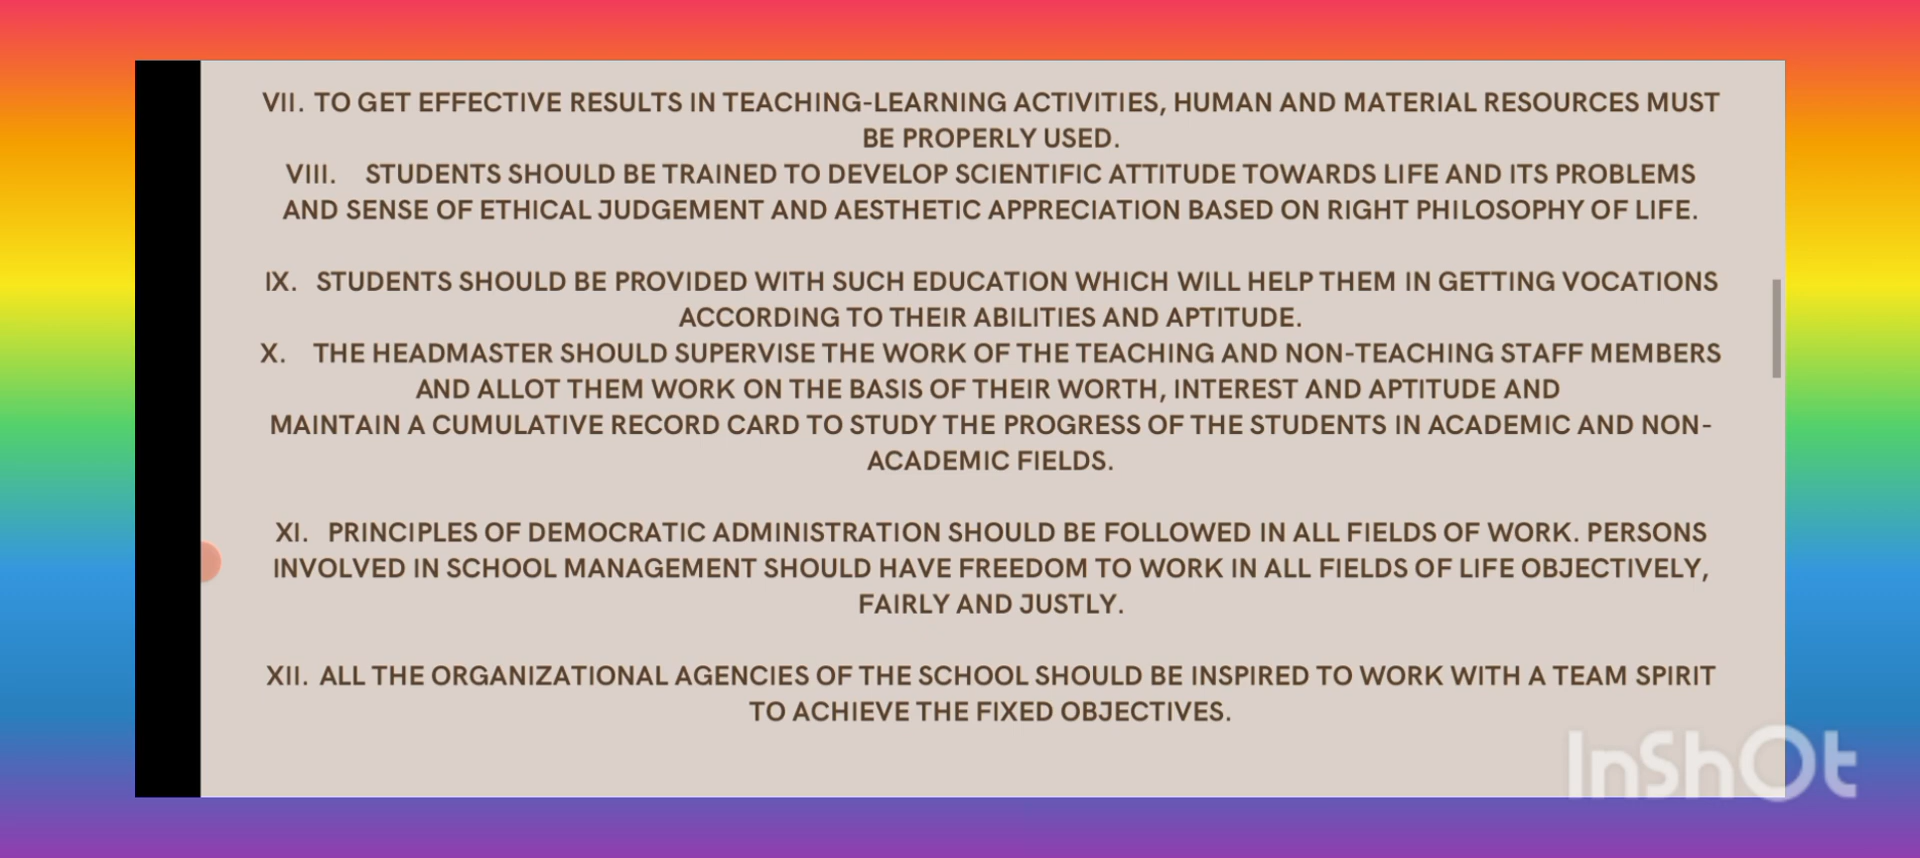 VII. TO GET EFFECTIVE RESULTS IN TEACHING-LEARNING ACTIVITIES, HUMAN AND MATERIAL RESOURCES MUST
BE PROPERLY USED.
VIII. STUDENTS SHOULD BE TRAINED TO DEVELOP SCIENTIFIC ATTITUDE TOWARDS LIFE AND ITS PROBLEMS
AND SENSE OF ETHICAL JUDGEMENT AND AESTHETIC APPRECIATION BASED ON RIGHT PHILOSOPHY OF LIFE.
IX. STUDENTS SHOULD BE PROVIDED WITH SUCH EDUCATION WHICH WILL HELP THEM IN GETTING VOCATIONS
ACCORDING TO THEIR ABILITIES AND APTITUDE.
X. THE HEADMASTER SHOULD SUPERVISE THE WORK OF THE TEACHING AND NON-TEACHING STAFF MEMBERS
AND ALLOT THEM WORK ON THE BASIS OF THEIR WORTH, INTEREST AND APTITUDE AND
MAINTAIN A CUMULATIVE RECORD CARD TO STUDY THE PROGRESS OF THE STUDENTS IN ACADEMIC AND NON-
ACADEMIC FIELDS.
XI. PRINCIPLES OF DEMOCRATIC ADMINISTRATION SHOULD BE FOLLOWED IN ALL FIELDS OF WORK. PERSONS
INVOLVED IN SCHOOL MANAGEMENT SHOULD HAVE FREEDOM TO WORK IN ALL FIELDS OF LIFE OBJECTIVELY,
FAIRLY AND JUSTLY.
XII. ALL THE ORGANIZATIONAL AGENCIES OF THE SCHOOL SHOULD BE INSPIRED TO WORK WITH A TEAM SPIRIT
TO ACHIEVE THE FIXED OBJECTIVES.
InShOt